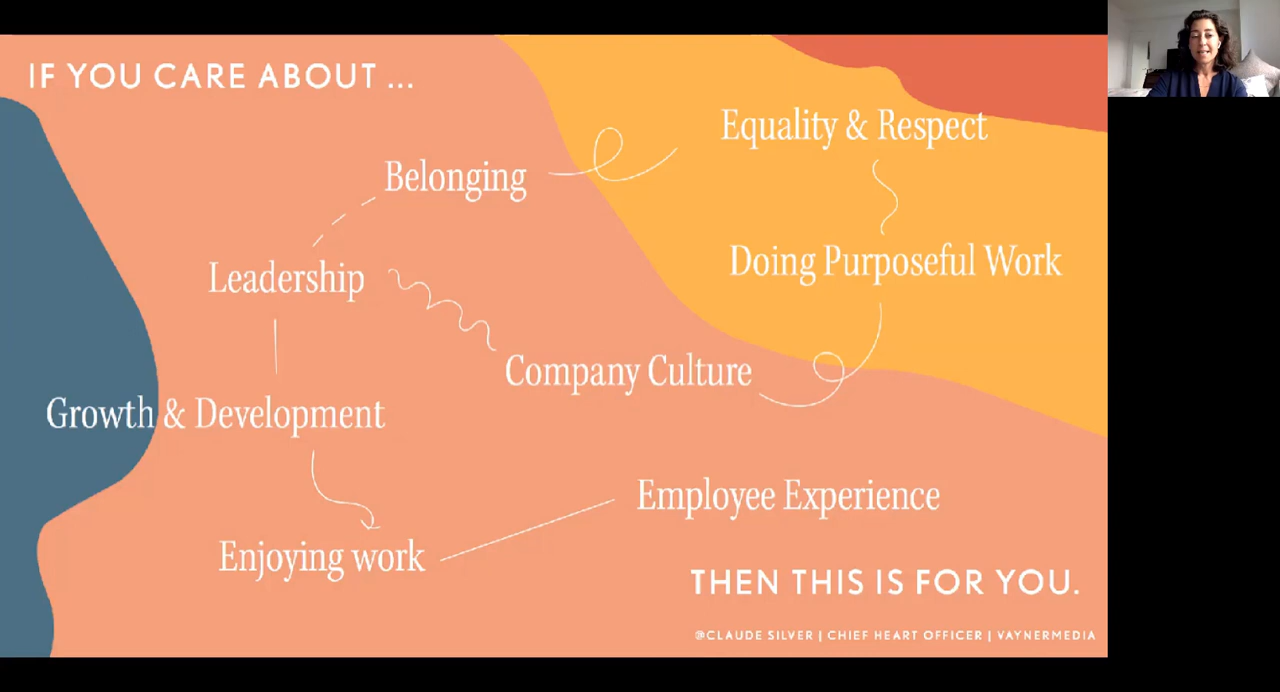 IF YOU CARE ABOUT ...
Equality & Respect
Belonging
Doing Purposeful Work
Leadership
Company Culture
Growth & Development
Employee Experience
Enjoying work
THEN THIS IS FOR YOU.
@CLAUDE SILVER | CHIEF HEART OFFICER | VAYNERMEDIA